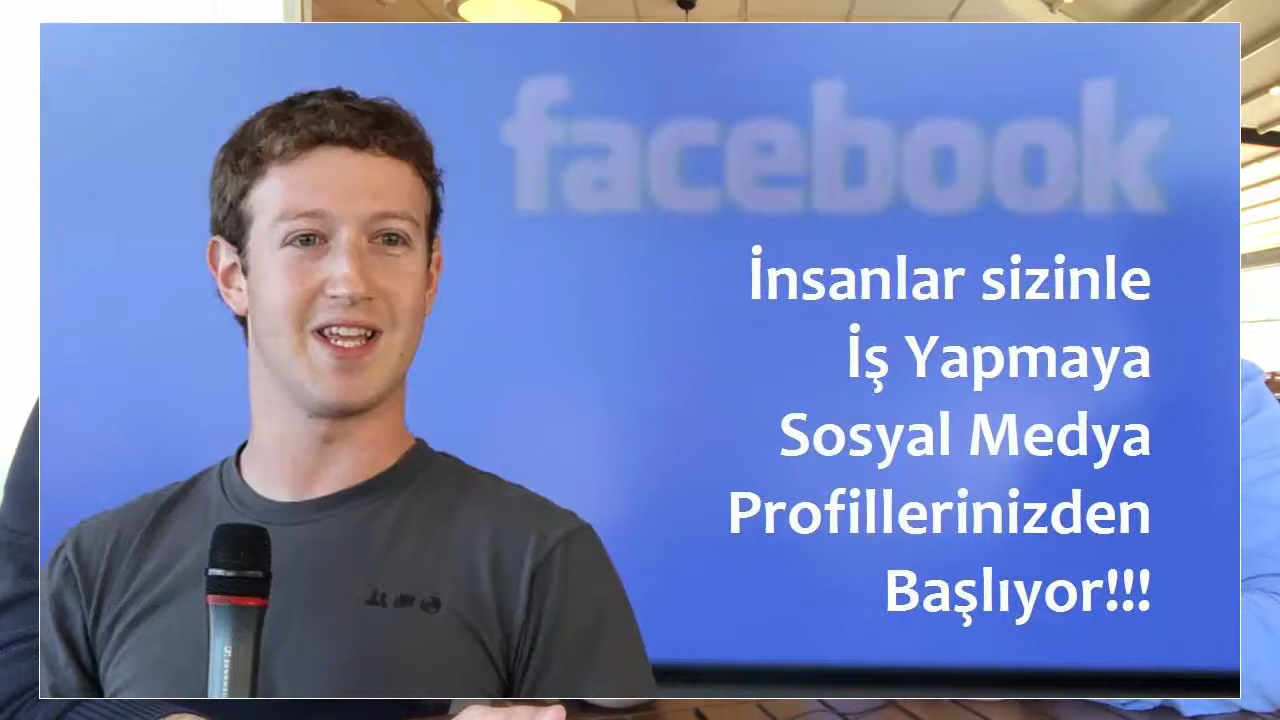 facebook
İnsanlar sizinle
İş Yapmaya
Sosyal Medya
Profillerinizden
Başlıyor!!!